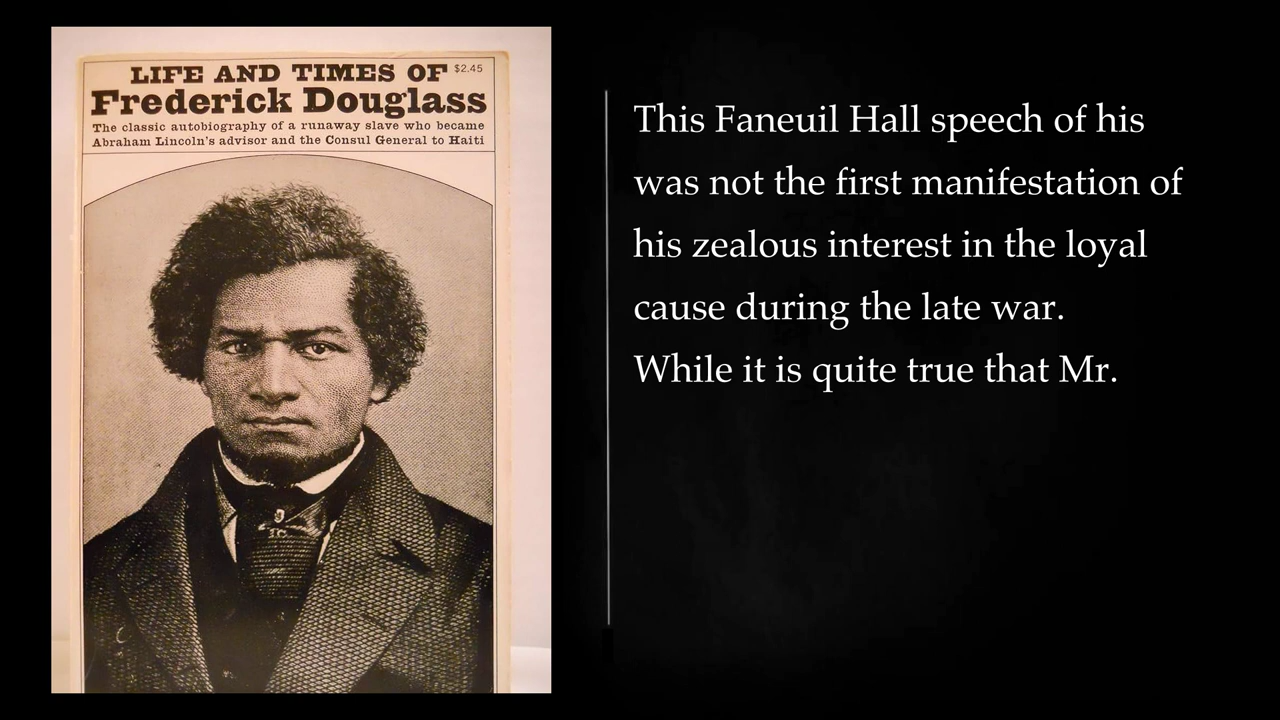 LIFE AND TIMES OF $2.45
Frederick Douglass
The classic autobiography of a runaway slave who became
Abraham Lincoln's advisor and the Consul General to Haiti
This Faneuil Hall speech of his
was not the first manifestation of
his zealous interest in the loyal
cause during the late war.
While it is quite true that Mr.